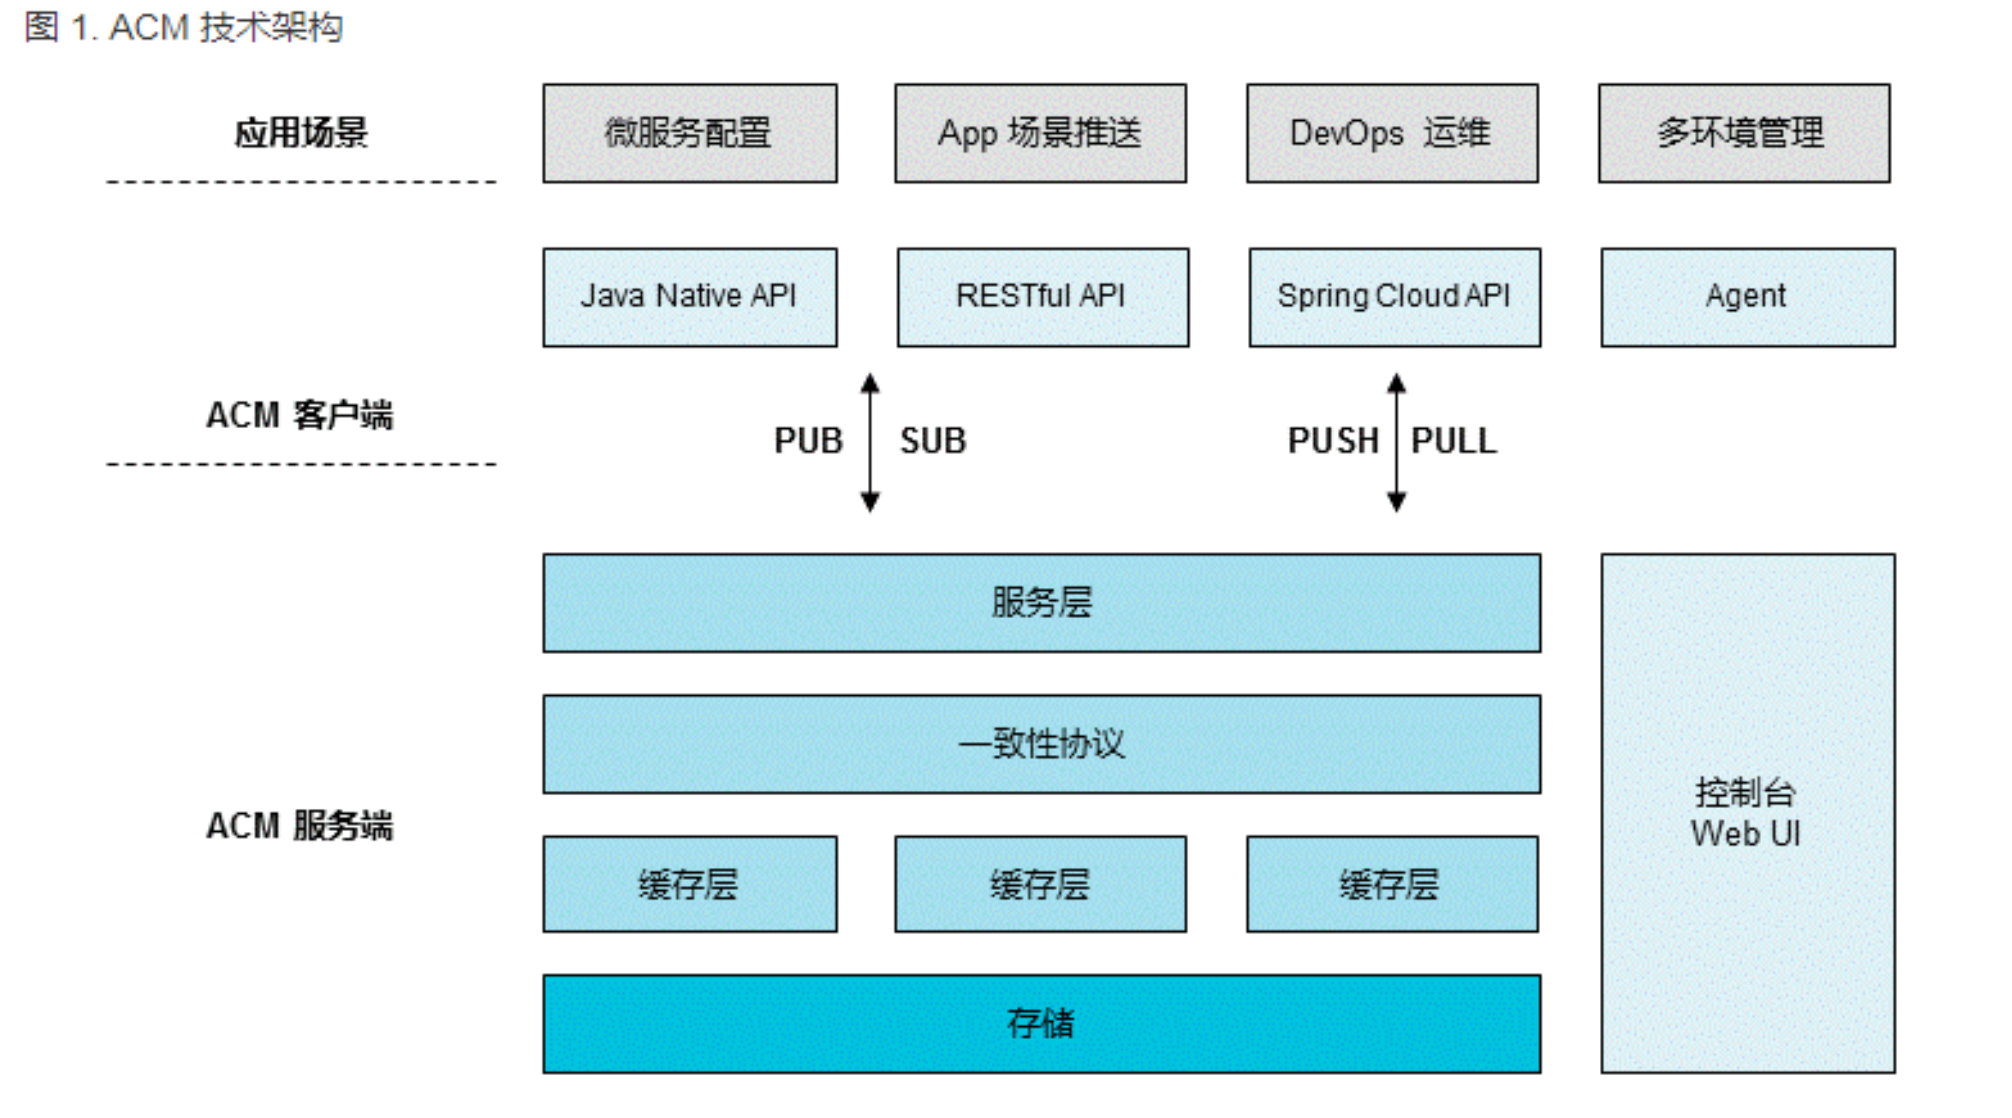 图 1. ACM 技术架构
应用场景
微服务配置
App 场景推送
DevOps 运维
多环境管理
Java Native API
RESTful API
Spring Cloud API
Agent
ACM 客户端
PUB
SUB
PUSH
PULL
服务层
一致性协议
ACM 服务端
缓存层
缓存层
缓存层
控制台
Web UI
存储